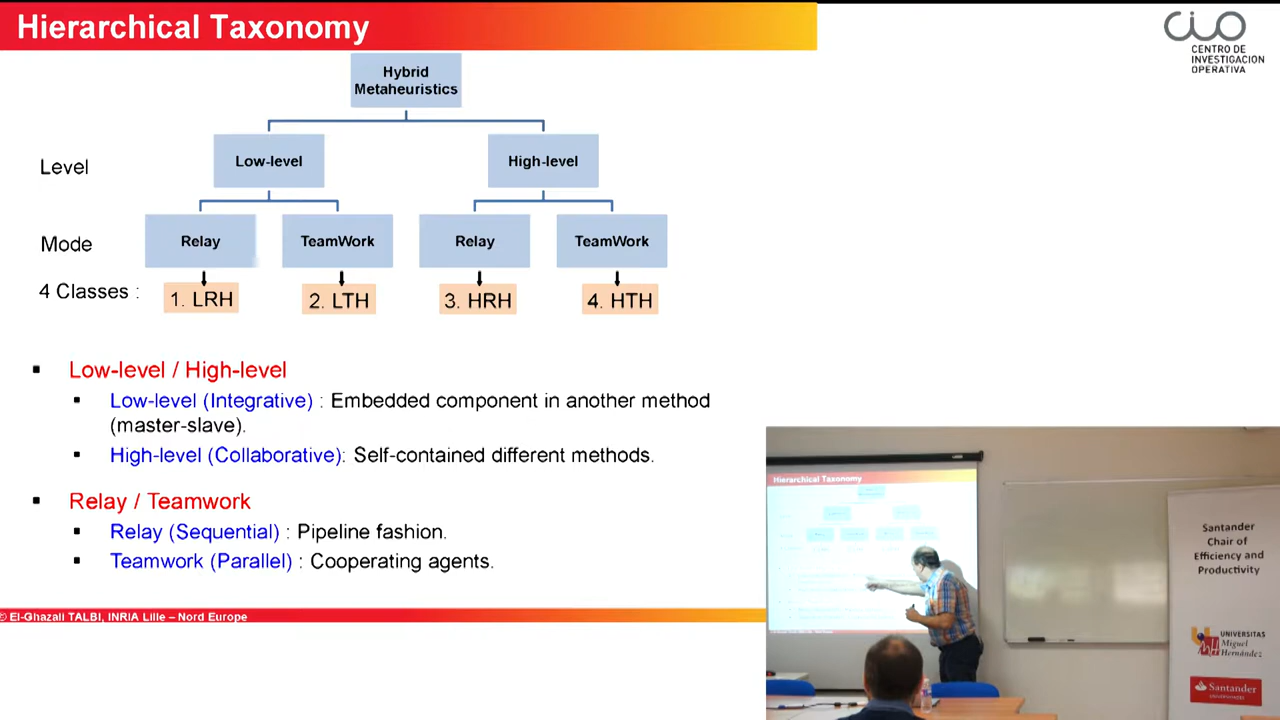 Hierarchical Taxonomy
CIO
CENTRO DE
INVESTIGACION
OPERATIVA
Hybrid
Metaheuristics
Level
Low-level
High-level
Mode
Relay
TeamWork
Relay
TeamWork
4 Classes :
1. LRH
2. LTH
3. HRH
4. HTH
▪ Low-level / High-level
▪ Low-level (Integrative) : Embedded component in another method
(master-slave).
▪ High-level (Collaborative): Self-contained different methods.
▪ Relay / Teamwork
▪ Relay (Sequential) : Pipeline fashion.
▪ Teamwork (Parallel) : Cooperating agents.
© El-Ghazali TALBI, INRIA Lille – Nord Europe
Hierarchical Taxonomy
Santander
Chair of
Efficiency and
Productivity
UNIVERSITAS
Miguel
Hernández
Santander